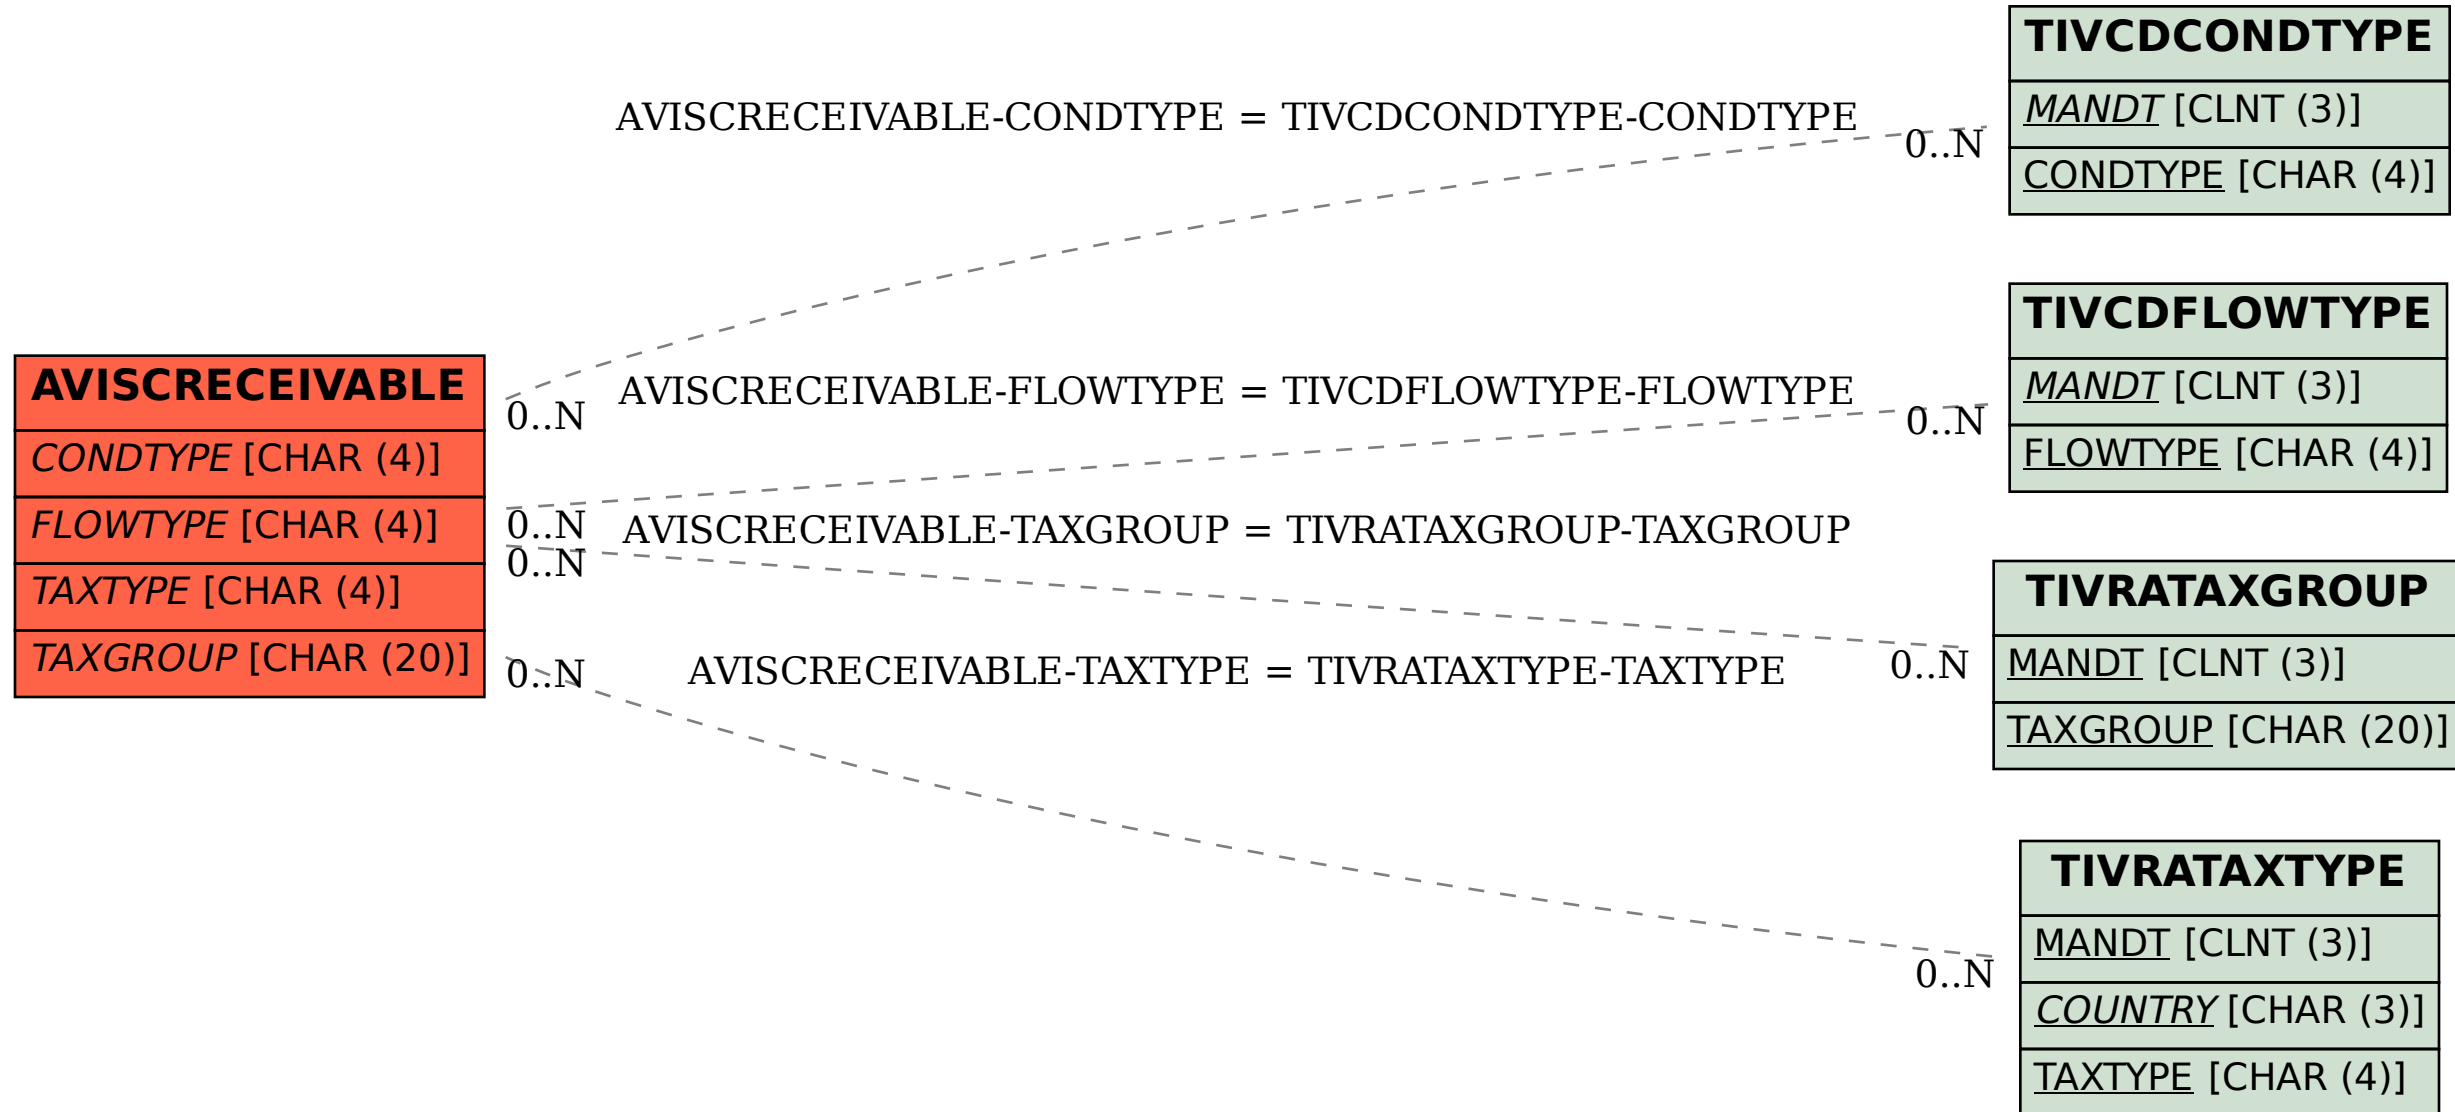 AVISCRECEIVABLE
CONDTYPE [CHAR (4)]
FLOWTYPE [CHAR (4)]
TAXTYPE [CHAR (4)]
TAXGROUP [CHAR (20)]
AVISCRECEIVABLE-CONDTYPE = TIVCDCONDTYPE-CONDTYPE
0..N
0..N
AVISCRECEIVABLE-FLOWTYPE = TIVCDFLOWTYPE-FLOWTYPE
0..N
0..N
AVISCRECEIVABLE-TAXGROUP = TIVRATAXGROUP-TAXGROUP
0..N
0..N
AVISCRECEIVABLE-TAXTYPE = TIVRATAXTYPE-TAXTYPE
0..N
0..N
TIVCDCONDTYPE
MANDT [CLNT (3)]
CONDTYPE [CHAR (4)]
TIVCDFLOWTYPE
MANDT [CLNT (3)]
FLOWTYPE [CHAR (4)]
TIVRATAXGROUP
MANDT [CLNT (3)]
TAXGROUP [CHAR (20)]
TIVRATAXTYPE
MANDT [CLNT (3)]
COUNTRY [CHAR (3)]
TAXTYPE [CHAR (4)]